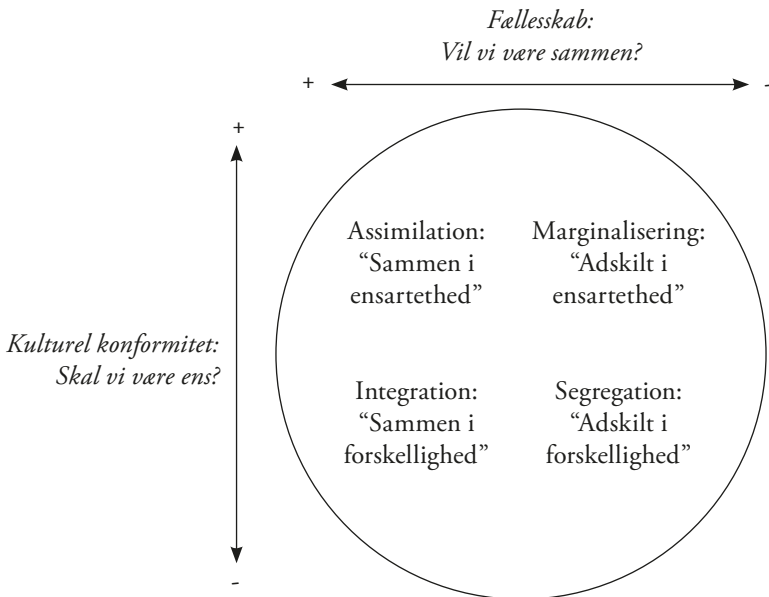 Fællesskab:
Vil vi være sammen?
+ -
+
Assimilation: Marginalisering:
“Sammen i “Adskilt i
ensartethed” ensartethed”
Kulturel konformitet:
Skal vi være ens?
Integration: Segregation:
“Sammen i “Adskilt i
forskellighed” forskellighed”
-